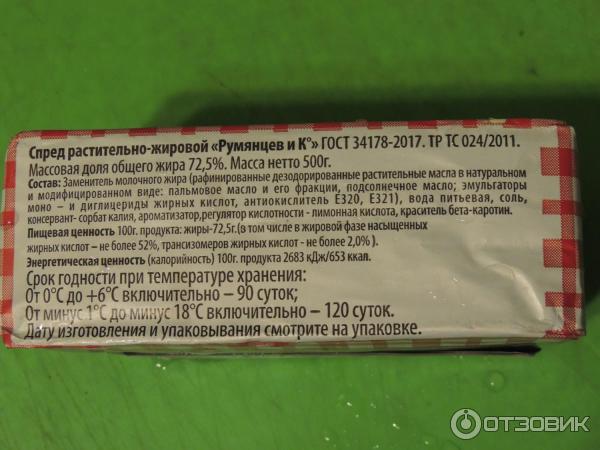 Спред растительно-жировой «Румянцев и К°» ГОСТ 34178-2017. ТР ТС 024/2011.
Массовая доля общего жира 72,5%. Масса нетто 500г.
Состав: Заменитель молочного жира (рафинированные дезодорированные растительные масла в натуральном
и модифицированном виде: пальмовое масло и его фракции, подсолнечное масло; эмульгаторы
моно – и диглицериды жирных кислот, антиокислитель Е320, Е321), вода питьевая, соль,
консервант- сорбат калия, ароматизатор,регулятор кислотности - лимонная кислота, краситель бета-каротин.
Пищевая ценность 100г. продукта: жиры-72,5г.(в том числе в жировой фазе насыщенных
жирных кислот – не более 52%, трансизомеров жирных кислот - не более 2,0% ).
Энергетическая ценность (калорийность) 100г. продукта 2683 кДж/653 ккал.
Срок годности при температуре хранения:
От 0°С до +6°С включительно – 90 суток;
От минус 1°С до минус 18°С включительно – 120 суток.
Дату изготовления и упаковывания смотрите на упаковке.
ОТЗОВИК